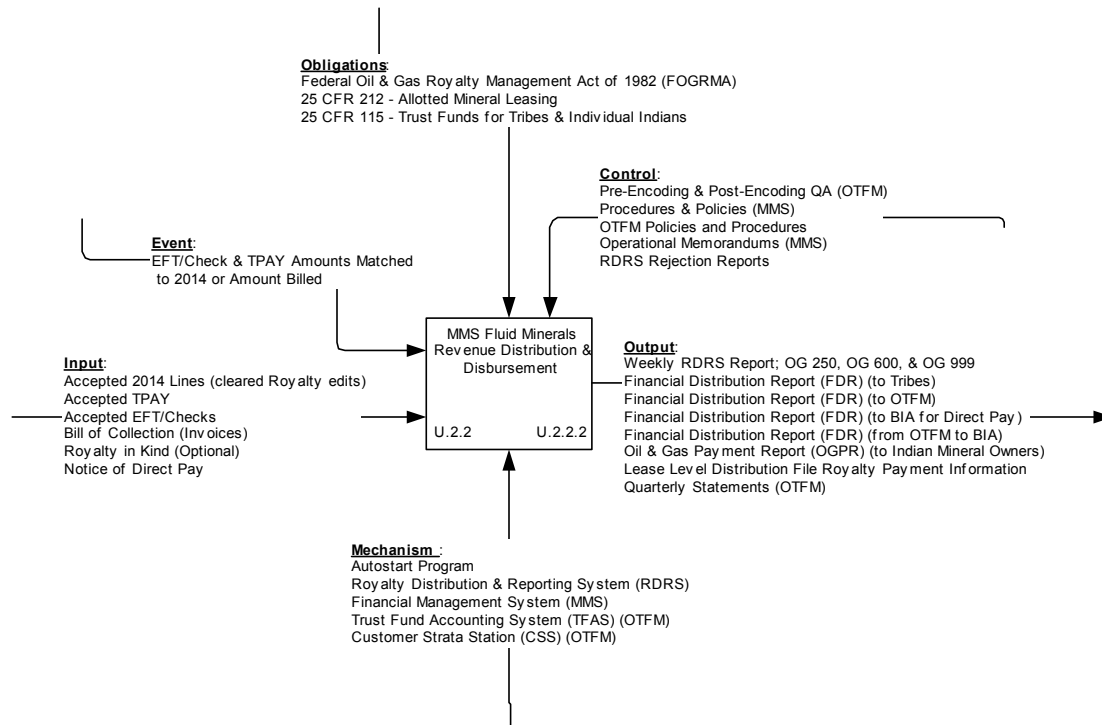 Obligations:
Federal Oil & Gas Royalty Management Act of 1982 (FOGRMA)
25 CFR 212 - Allotted Mineral Leasing
25 CFR 115 - Trust Funds for Tribes & Individual Indians
Control:
Pre-Encoding & Post-Encoding QA (OTFM)
Procedures & Policies (MMS)
OTFM Policies and Procedures
Operational Memorandums (MMS)
RDRS Rejection Reports
Event:
EFT/Check & TPAY Amounts Matched
to 2014 or Amount Billed
MMS Fluid Minerals
Revenue Distribution &
Disbursement
U.2.2 U.2.2.2
Input:
Accepted 2014 Lines (cleared Royalty edits)
Accepted TPAY
Accepted EFT/Checks
Bill of Collection (Invoices)
Royalty in Kind (Optional)
Notice of Direct Pay
Output:
Weekly RDRS Report; OG 250, OG 600, & OG 999
Financial Distribution Report (FDR) (to Tribes)
Financial Distribution Report (FDR) (to OTFM)
Financial Distribution Report (FDR) (to BIA for Direct Pay)
Financial Distribution Report (FDR) (from OTFM to BIA)
Oil & Gas Payment Report (OGPR) (to Indian Mineral Owners)
Lease Level Distribution File Royalty Payment Information
Quarterly Statements (OTFM)
Mechanism :
Autostart Program
Royalty Distribution & Reporting System (RDRS)
Financial Management System (MMS)
Trust Fund Accounting System (TFAS) (OTFM)
Customer Strata Station (CSS) (OTFM)